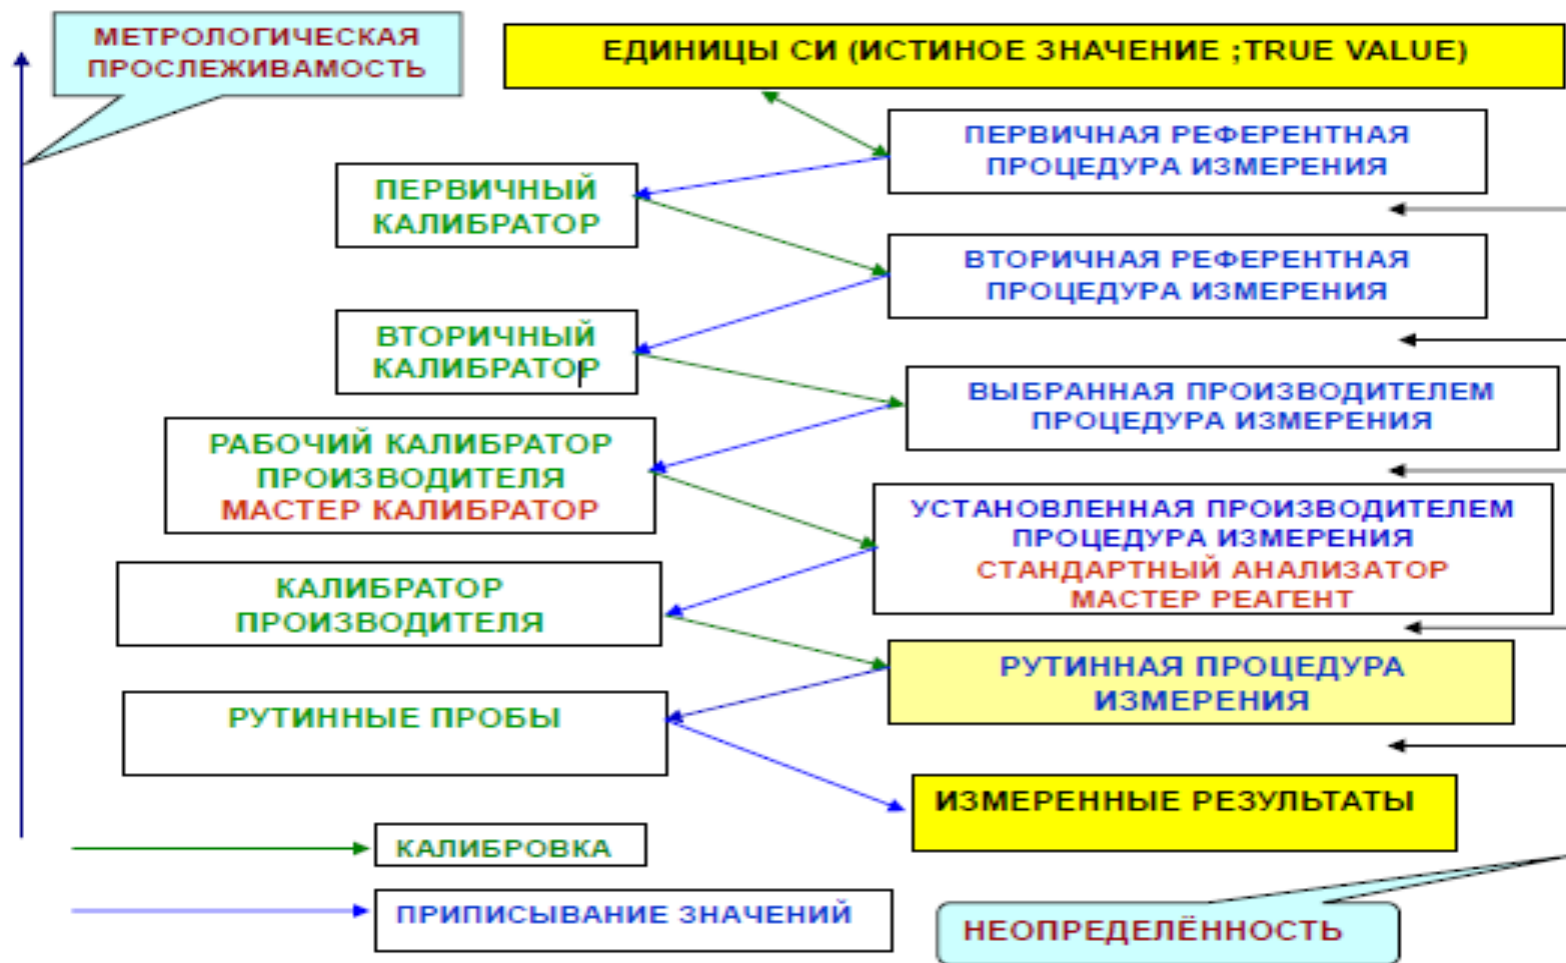 МЕТРОЛОГИЧЕСКАЯ
ПРОСЛЕЖИВАМОСТЬ
ЕДИНИЦЫ СИ (ИСТИНОЕ ЗНАЧЕНИЕ ;TRUE VALUE)
ПЕРВИЧНАЯ РЕФЕРЕНТНАЯ
ПРОЦЕДУРА ИЗМЕРЕНИЯ
ПЕРВИЧНЫЙ
КАЛИБРАТОР
ВТОРИЧНАЯ РЕФЕРЕНТНАЯ
ПРОЦЕДУРА ИЗМЕРЕНИЯ
ВТОРИЧНЫЙ
КАЛИБРАТОР
ВЫБРАННАЯ ПРОИЗВОДИТЕЛЕМ
ПРОЦЕДУРА ИЗМЕРЕНИЯ
РАБОЧИЙ КАЛИБРАТОР
ПРОИЗВОДИТЕЛЯ
МАСТЕР КАЛИБРАТОР
УСТАНОВЛЕННАЯ ПРОИЗВОДИТЕЛЕМ
ПРОЦЕДУРА ИЗМЕРЕНИЯ
СТАНДАРТНЫЙ АНАЛИЗАТОР
МАСТЕР РЕАГЕНТ
КАЛИБРАТОР
ПРОИЗВОДИТЕЛЯ
РУТИННАЯ ПРОЦЕДУРА
ИЗМЕРЕНИЯ
РУТИННЫЕ ПРОБЫ
ИЗМЕРЕННЫЕ РЕЗУЛЬТАТЫ
КАЛИБРОВКА
ПРИПИСЫВАНИЕ ЗНАЧЕНИЙ
НЕОПРЕДЕЛЁННОСТЬ